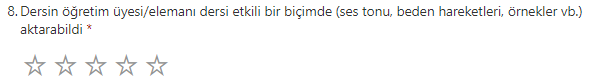 8. Dersin öğretim üyesi/elemanı dersi etkili bir biçimde (ses tonu, beden hareketleri, örnekler vb.)
aktarabildi *